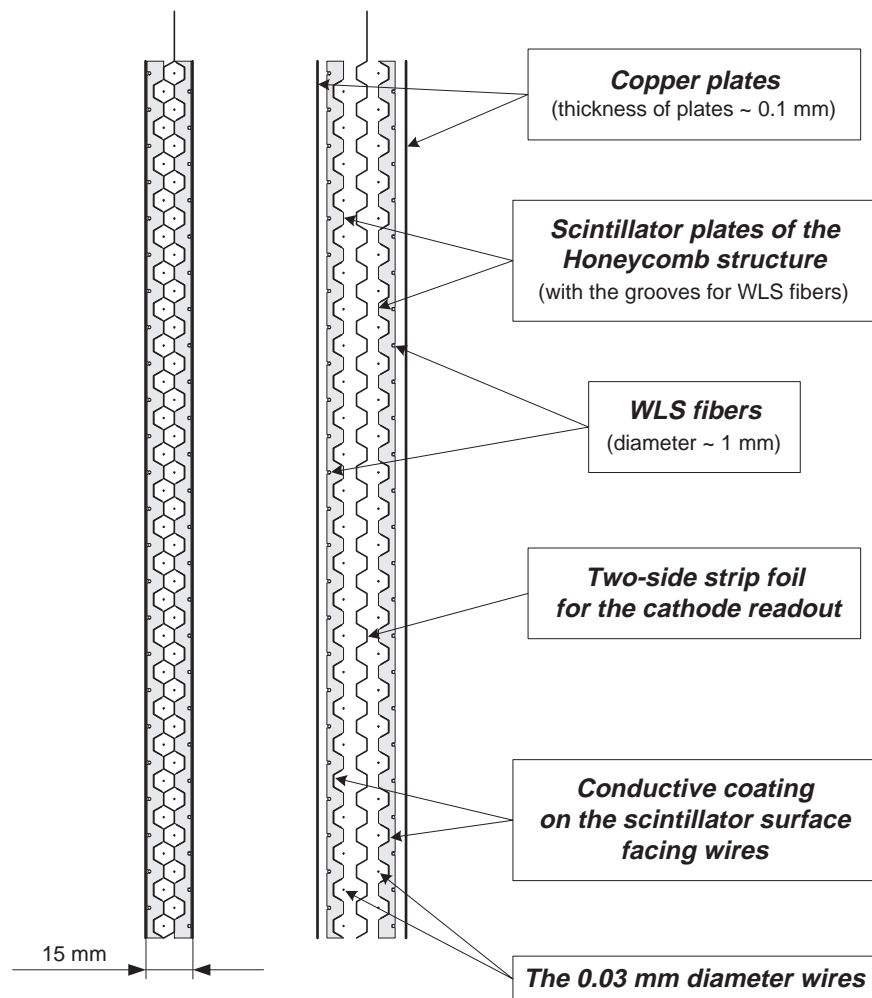 Copper plates
(thickness of plates ~ 0.1 mm)
Scintillator plates of the
Honeycomb structure
(with the grooves for WLS fibers)
WLS fibers
(diameter ~ 1 mm)
Two-side strip foil
for the cathode readout
Conductive coating
on the scintillator surface
facing wires
15 mm
The 0.03 mm diameter wires